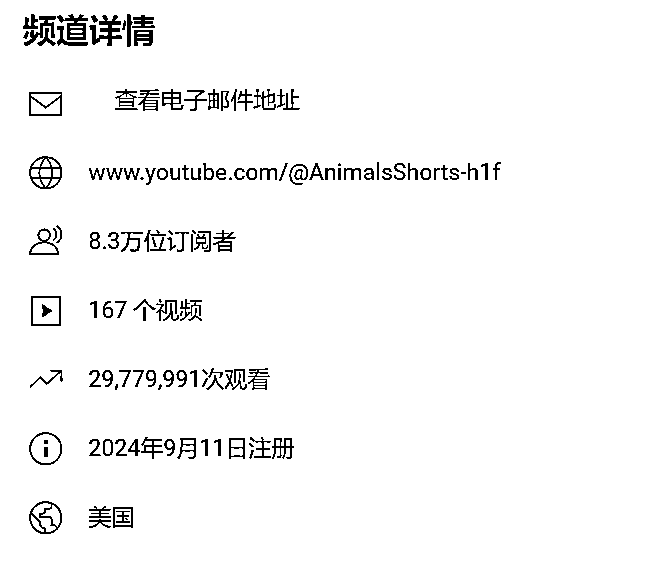 频道详情
查看电子邮件地址
www.youtube.com/@AnimalsShorts-h1f
8.3万位订阅者
167 个视频
29,779,991次观看
2024年9月11日注册
美国